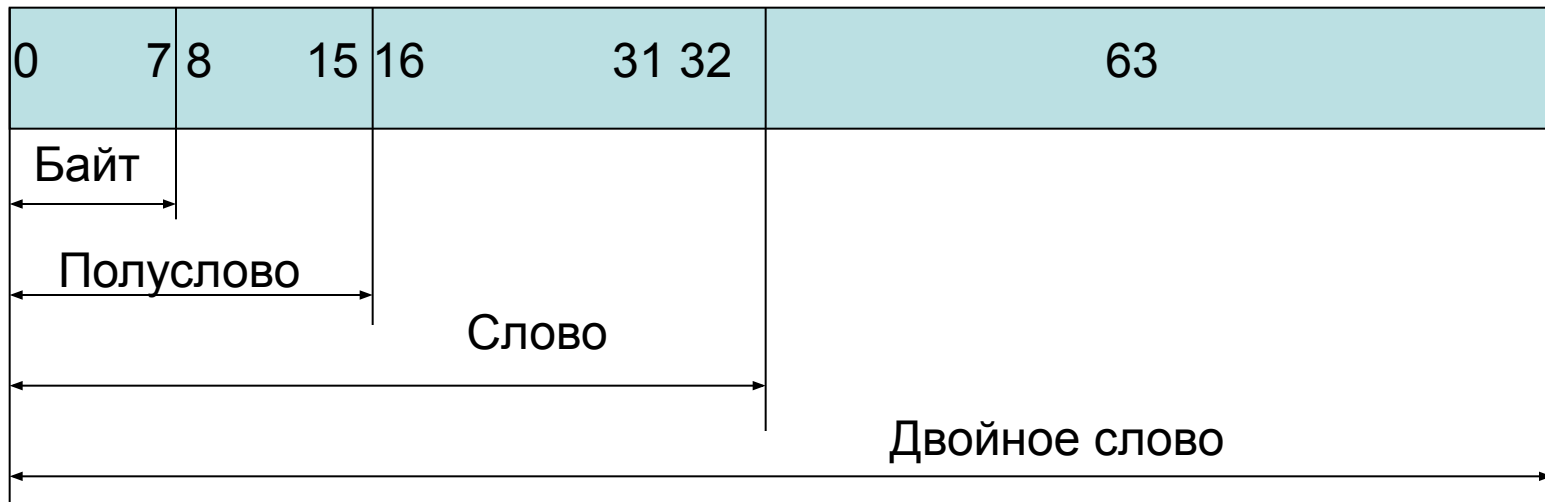 0 7 8 15 16 31 32 63
Байт
Полуслово
Слово
Двойное слово